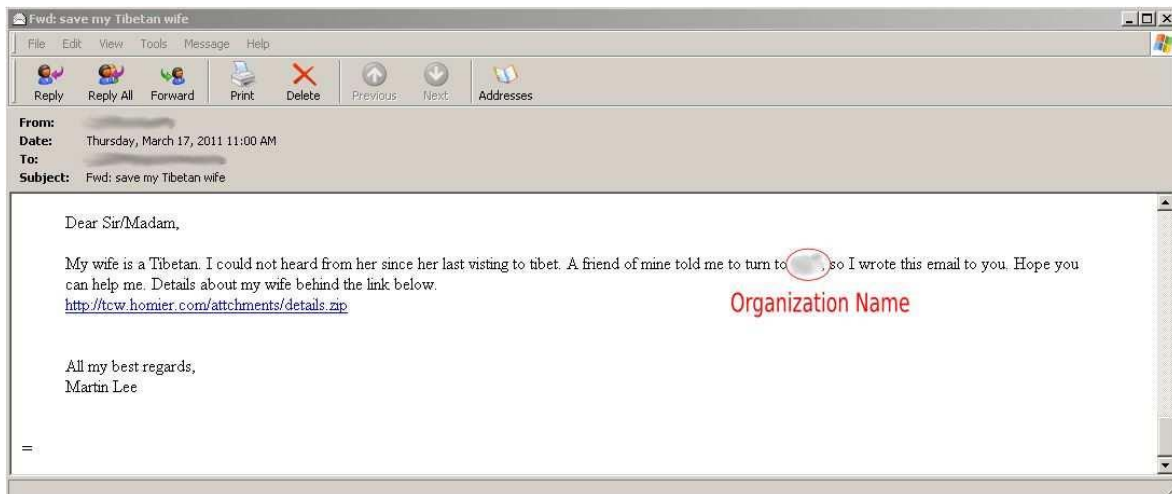 Fwd: save my Tibetan wife
File Edit View Tools Message Help
Reply Reply All Forward Print Delete Previous Next Addresses
From:
Date: Thursday, March 17, 2011 11:00 AM
To:
Subject: Fwd: save my Tibetan wife
Dear Sir/Madam,
My wife is a Tibetan. I could not heard from her since her last visting to tibet. A friend of mine told me to turn to , so I wrote this email to you. Hope you
can help me. Details about my wife behind the link below.
http://tcw.homier.com/attchments/details.zip
Organization Name
All my best regards,
Martin Lee
=